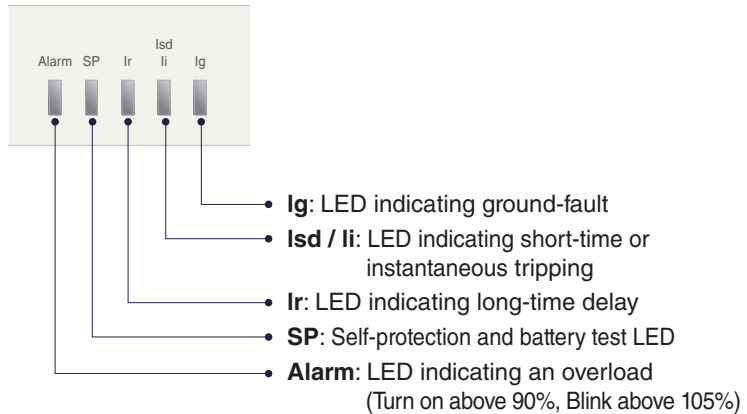 Isd
Alarm SP Ir Ii Ig
Ig: LED indicating ground-fault
Isd / Ii: LED indicating short-time or
instantaneous tripping
Ir: LED indicating long-time delay
SP: Self-protection and battery test LED
Alarm: LED indicating an overload
(Turn on above 90%, Blink above 105%)